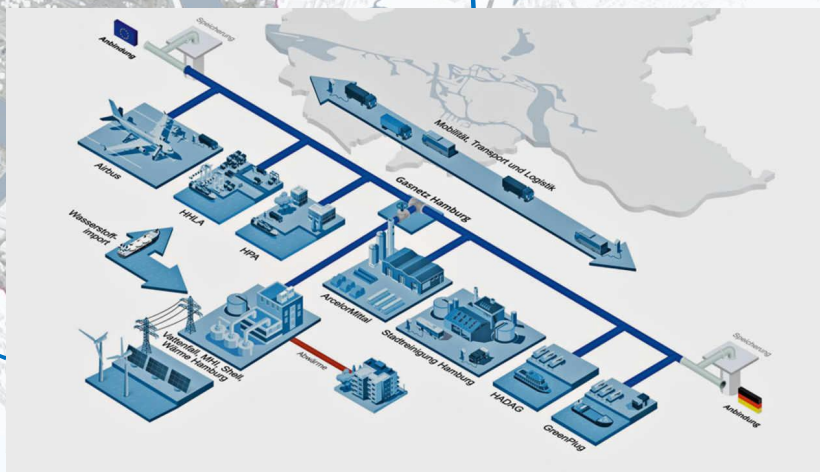 Speicherung
Anbindung
Airbus
HHLA
HPA
Mobilität, Transport und Logistik
Gasnetz Hamburg
Wasserstoff-
import
Vattenfall, MHI, Shell,
Wärme Hamburg
Abwärme
ArcelorMittal
Stadtreinigung Hamburg
HADAG
GreenPlug
Speicherung
Anbindung